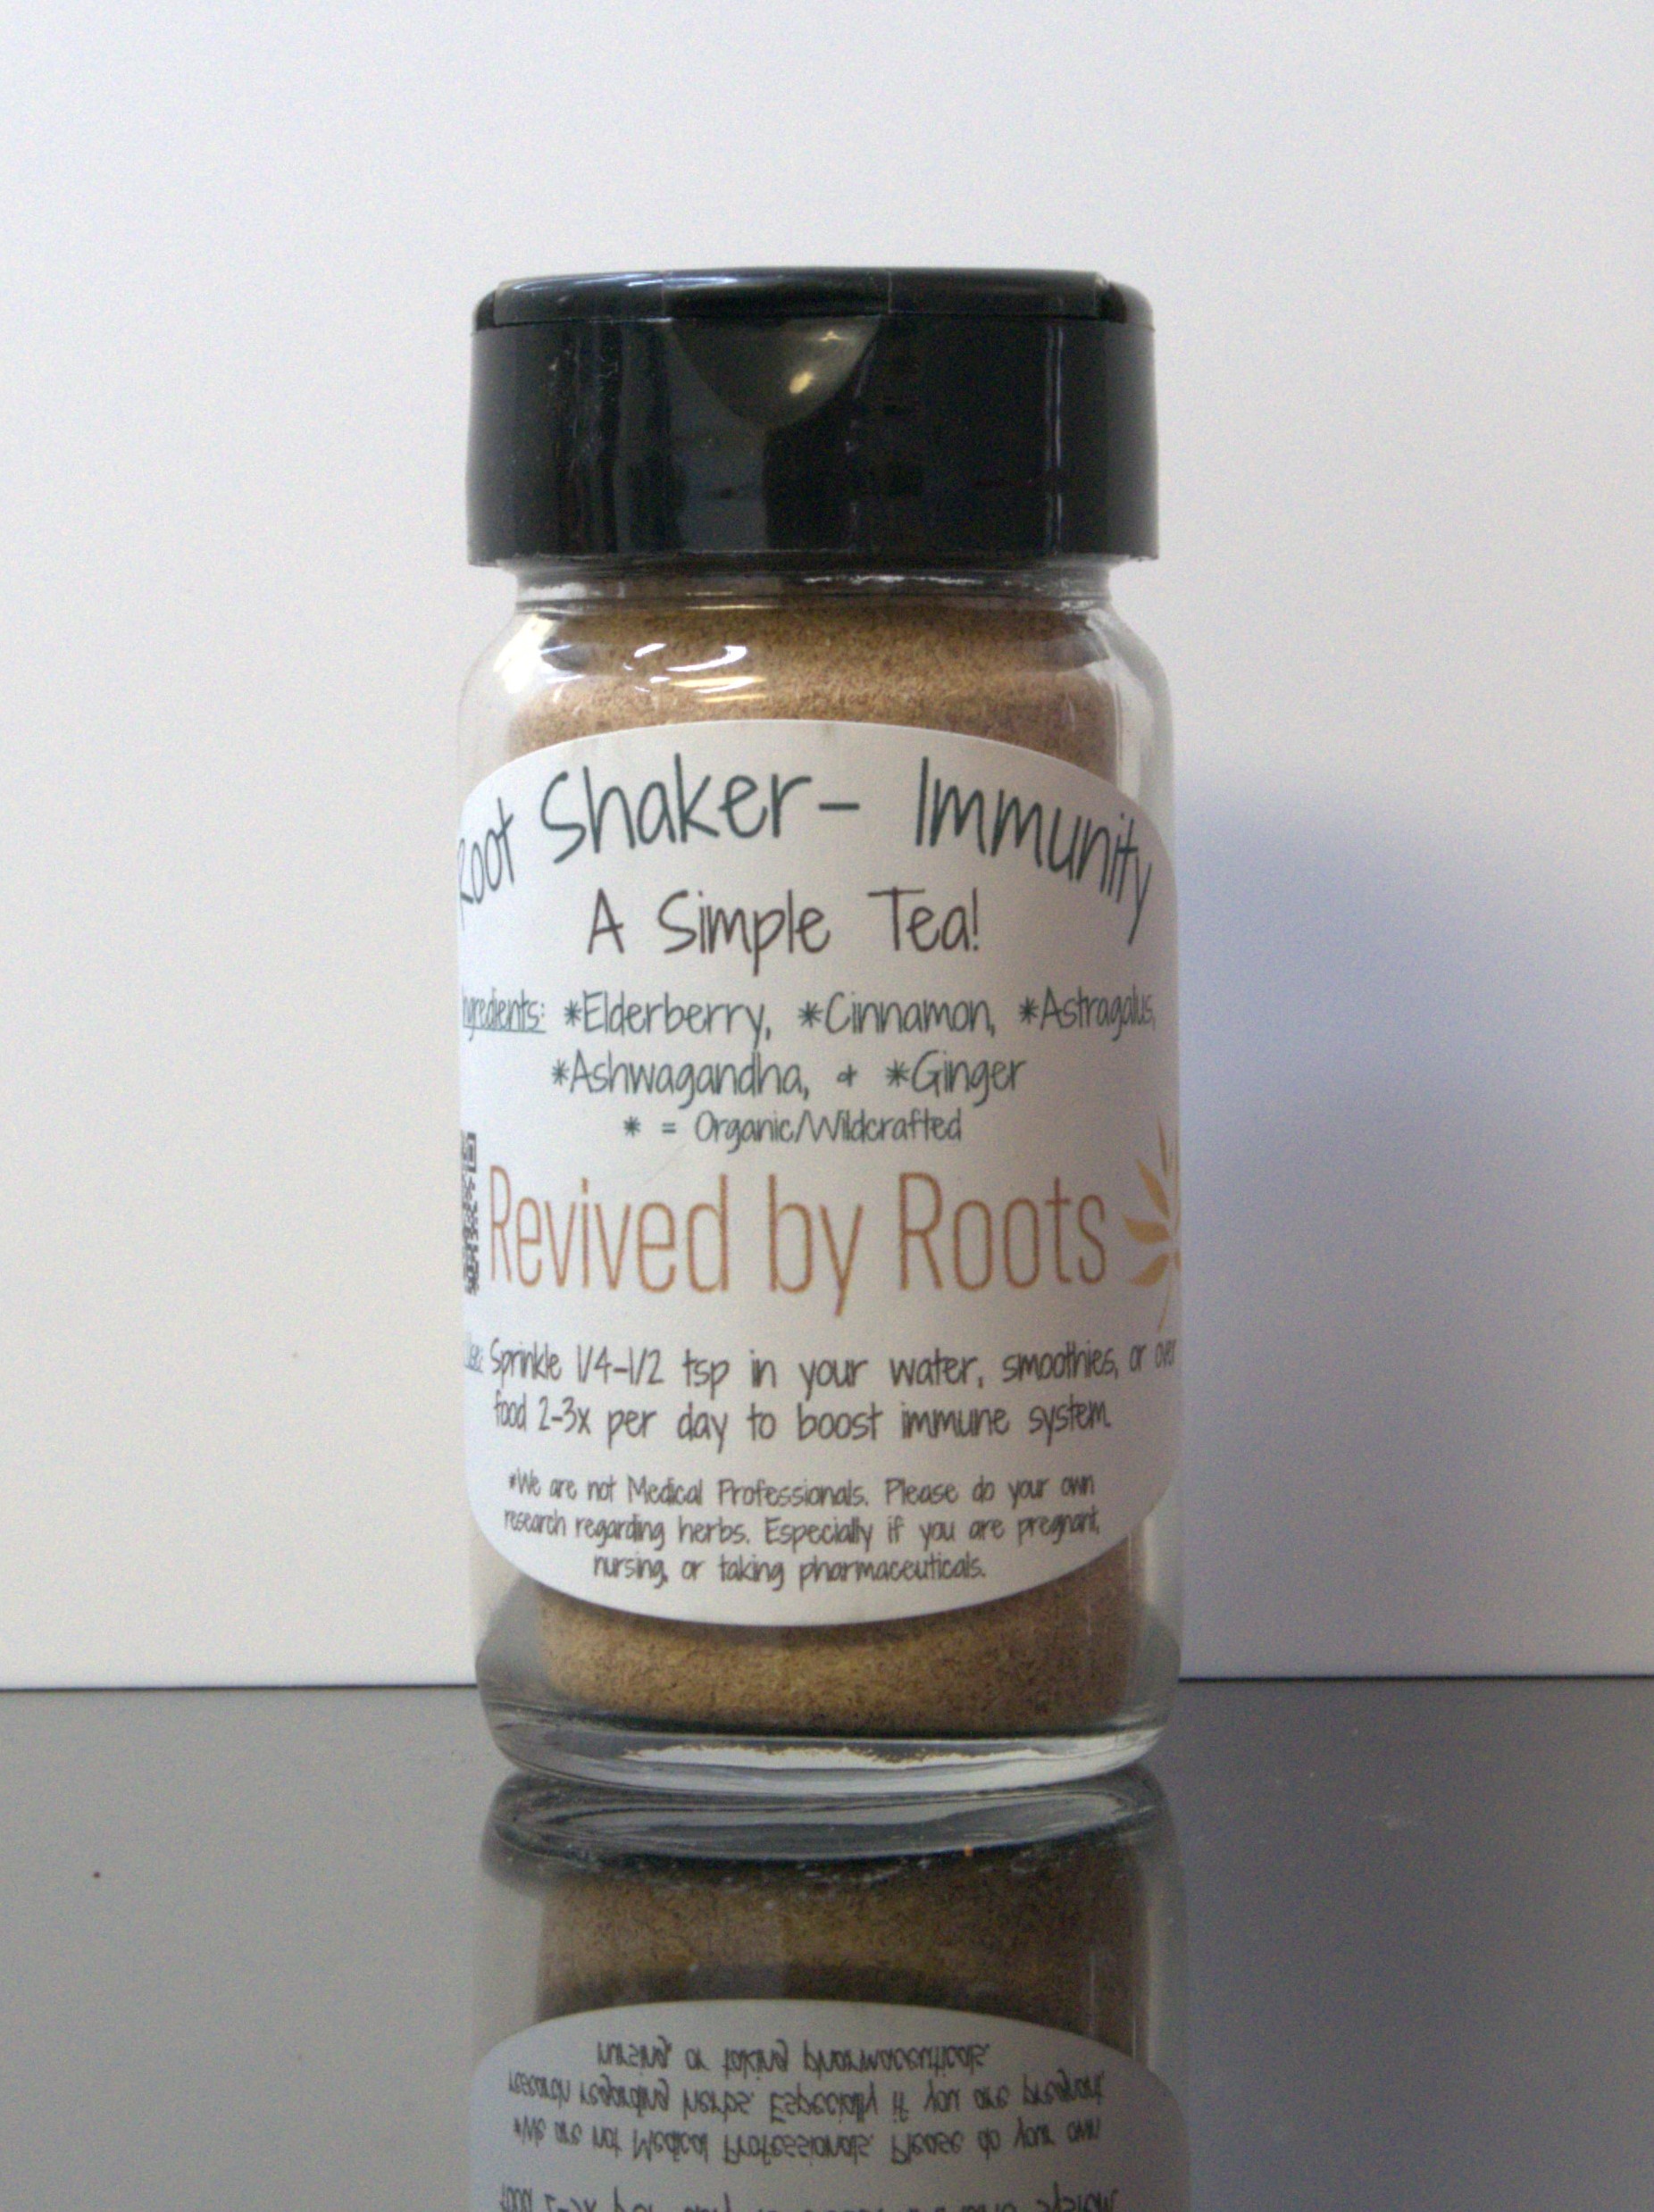 Root Shaker- Immunity
A Simple Tea!
Ingredients: *Elderberry, *Cinnamon, *Astragalus,
*Ashwagandha, & *Ginger
* = Organic/Wildcrafted
Revived by Roots
Use: Sprinkle 1/4-1/2 tsp in your water, smoothies, or over
food 2-3x per day to boost immune system.
*We are not Medical Professionals. Please do your own
research regarding herbs. Especially if you are pregnant,
nursing, or taking pharmaceuticals.